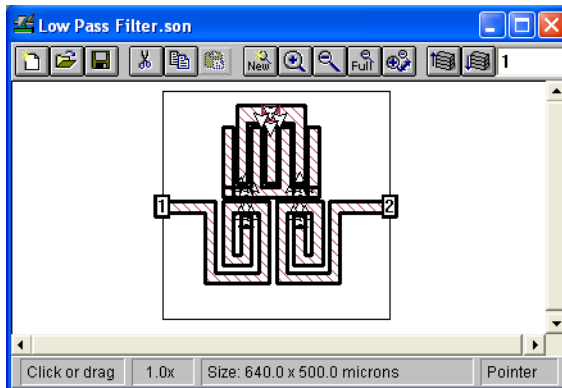 Low Pass Filter.son
New Full 1
1 2
Click or drag 1.0x Size: 640.0 x 500.0 microns Pointer